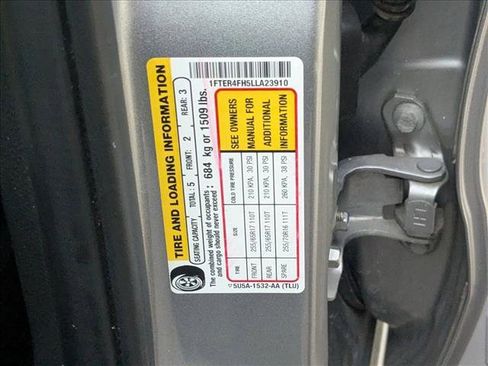 TIRE AND LOADING INFORMATION
SEATING CAPACITY TOTAL : 5 FRONT: 2 REAR: 3
The combined weight of occupants
and cargo should never exceed : 684 kg or 1509 lbs.
TIRE SIZE COLD TIRE PRESSURE
FRONT 255/65R17 110T 210 KPA, 30 PSI
REAR 255/65R17 110T 210 KPA, 30 PSI
SPARE 255/70R16 111T 260 KPA, 38 PSI
SEE OWNERS
MANUAL FOR
ADDITIONAL
INFORMATION
5U5A-1532-AA (TLU)
1FTER4FH5LLA23910